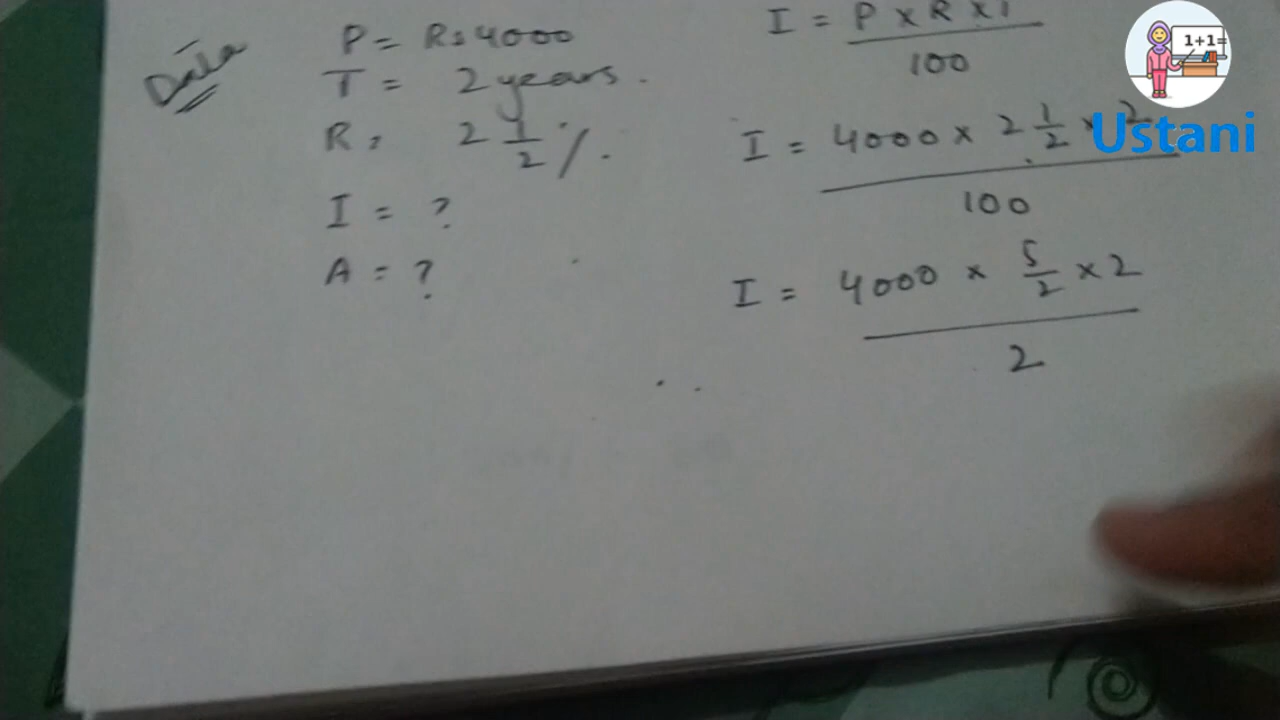 Data
P = Rs 4000
T = 2 years.
R = 2 1/2 %.
I = ?
A = ?
I = P x R x T / 100
I = 4000 x 2 1/2 x 2 / 100
I = 4000 x 5/2 x 2 / 2
1+1=
Ustani